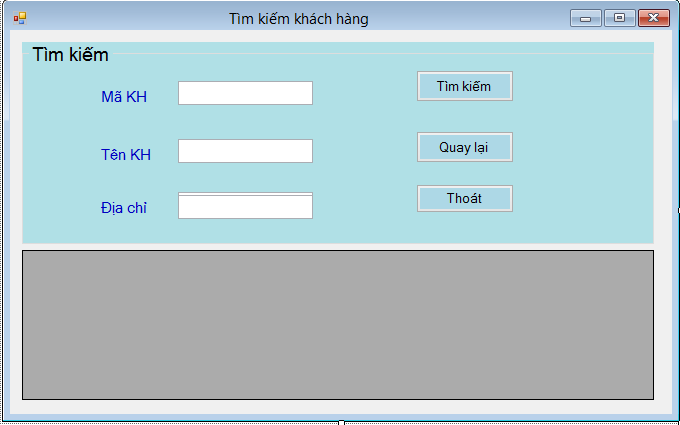 Tìm kiếm khách hàng
Tìm kiếm
Mã KH
Tìm kiếm
Tên KH
Quay lại
Địa chỉ
Thoát